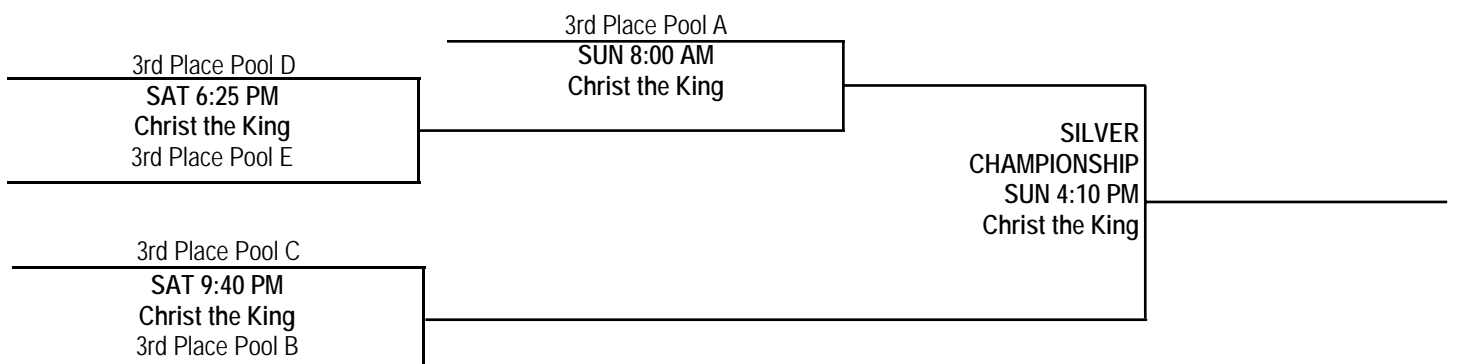 3rd Place Pool A
SUN 8:00 AM
Christ the King
3rd Place Pool D
SAT 6:25 PM
Christ the King
3rd Place Pool E
SILVER
CHAMPIONSHIP
SUN 4:10 PM
Christ the King
3rd Place Pool C
SAT 9:40 PM
Christ the King
3rd Place Pool B